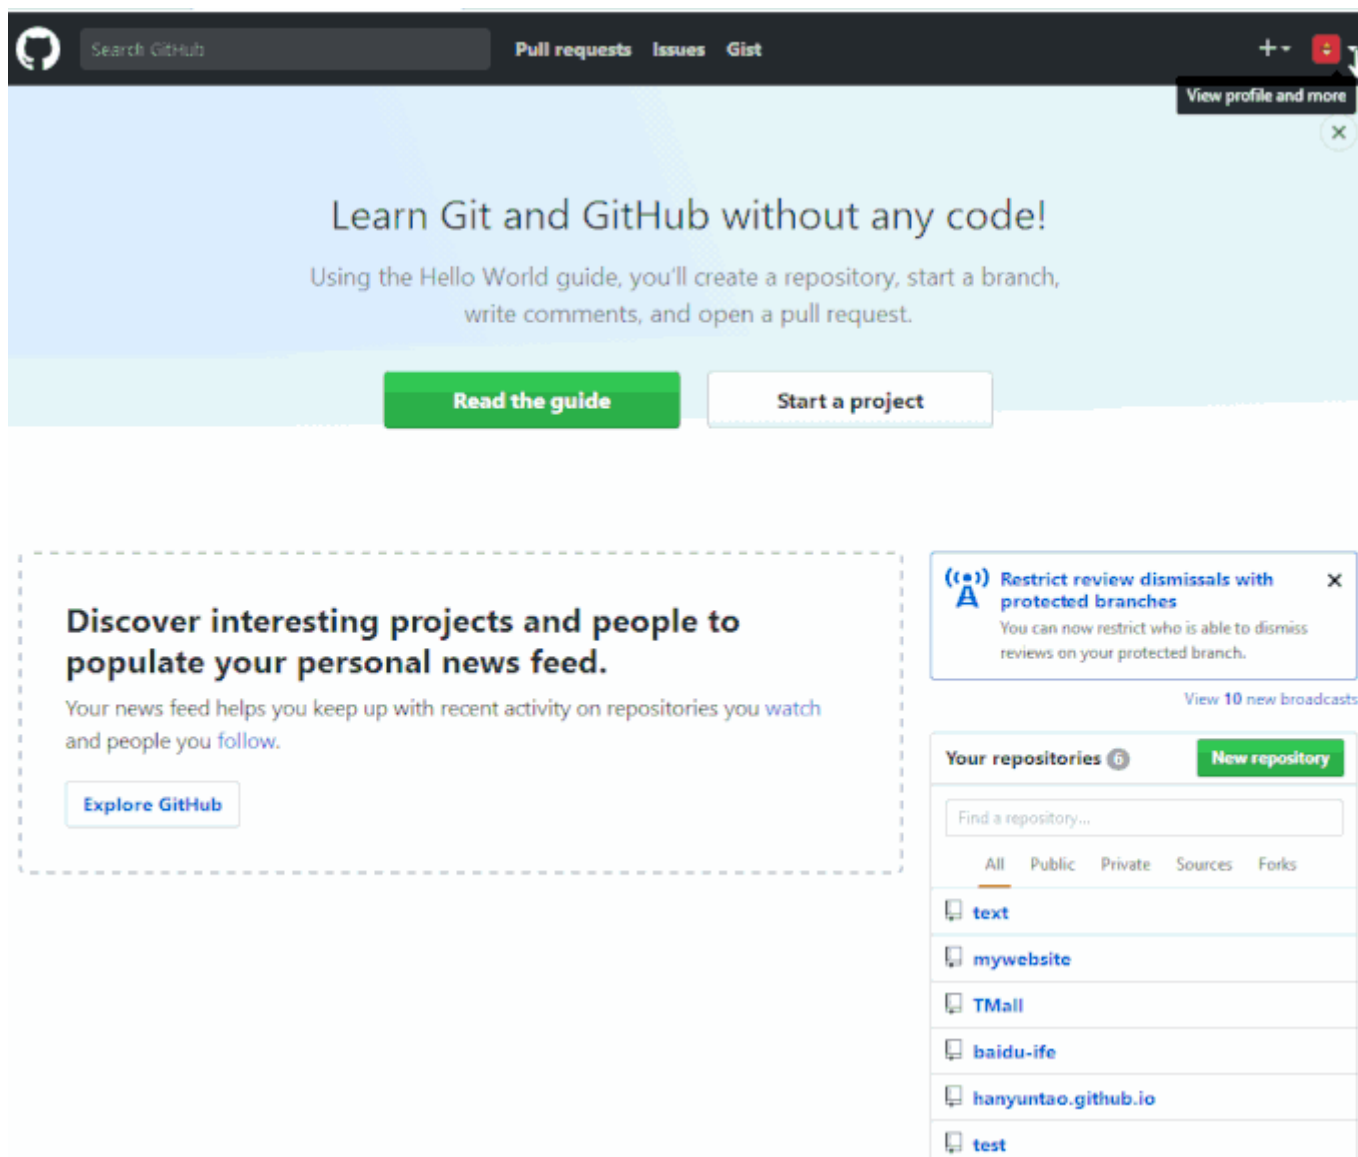 Search GitHub Pull requests Issues Gist
View profile and more
Learn Git and GitHub without any code!
Using the Hello World guide, you'll create a repository, start a branch,
write comments, and open a pull request.
Read the guide Start a project
Discover interesting projects and people to
populate your personal news feed.
Your news feed helps you keep up with recent activity on repositories you watch
and people you follow.
Explore GitHub
Restrict review dismissals with
protected branches
You can now restrict who is able to dismiss
reviews on your protected branch.
View 10 new broadcasts
Your repositories 6 New repository
Find a repository...
All Public Private Sources Forks
text
mywebsite
TMall
baidu-ife
hanyuntao.github.io
test